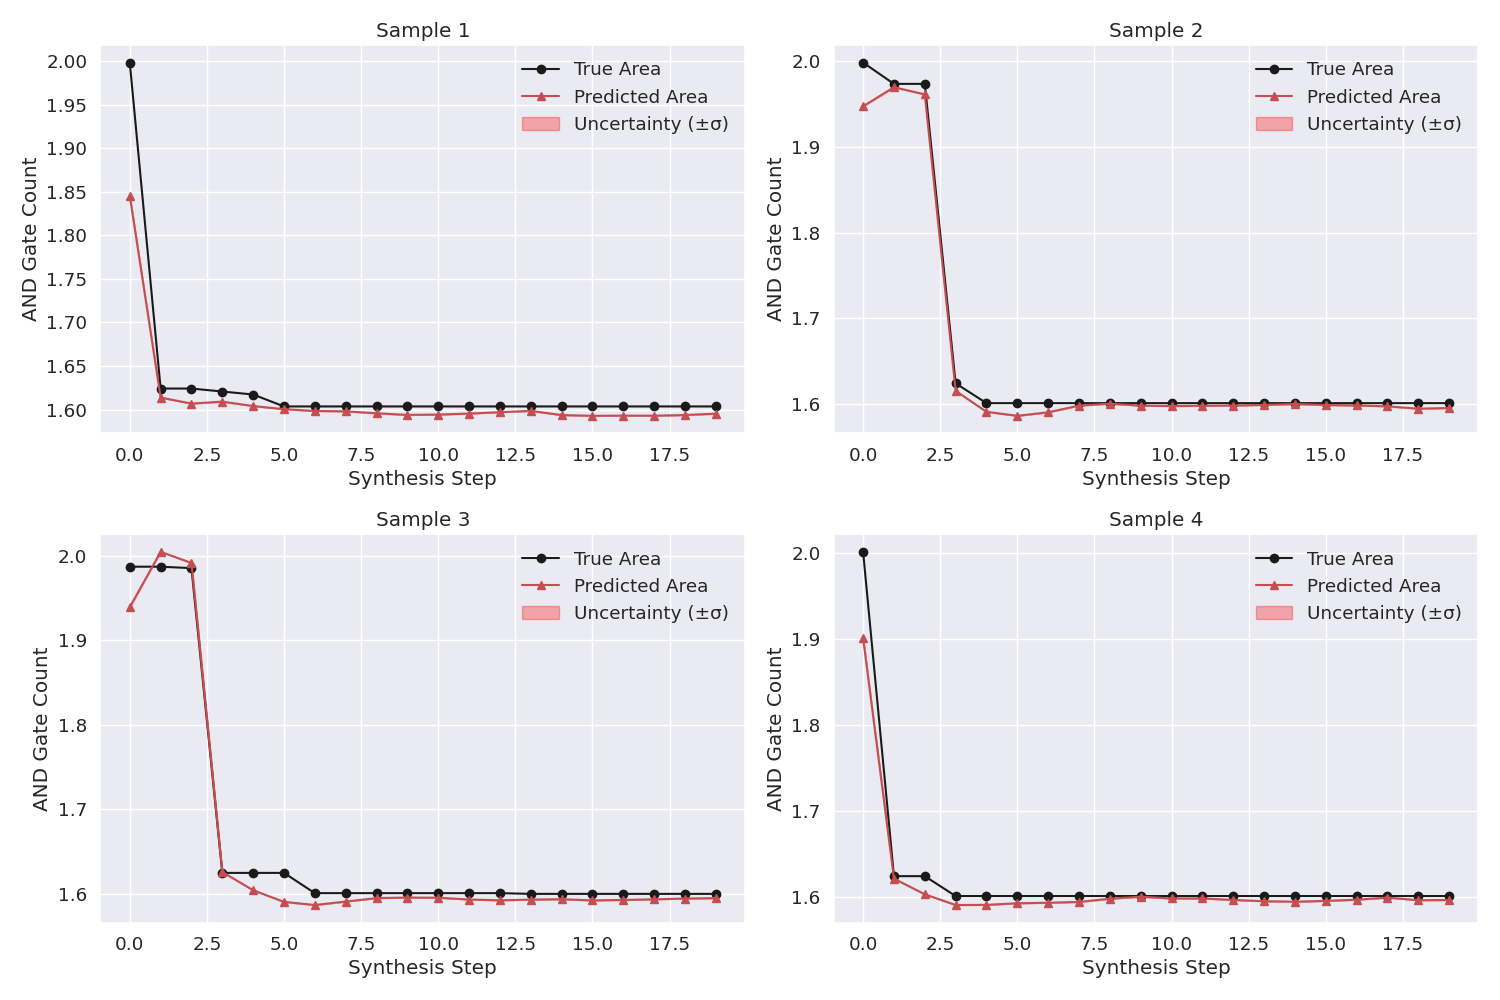 Sample 1
2.00
1.95
1.90
1.85
1.80
1.75
1.70
1.65
1.60
AND Gate Count
True Area
Predicted Area
Uncertainty (±σ)
0.0 2.5 5.0 7.5 10.0 12.5 15.0 17.5
Synthesis Step
Sample 2
2.0
1.9
1.8
1.7
1.6
AND Gate Count
True Area
Predicted Area
Uncertainty (±σ)
0.0 2.5 5.0 7.5 10.0 12.5 15.0 17.5
Synthesis Step
Sample 3
2.0
1.9
1.8
1.7
1.6
AND Gate Count
True Area
Predicted Area
Uncertainty (±σ)
0.0 2.5 5.0 7.5 10.0 12.5 15.0 17.5
Synthesis Step
Sample 4
2.0
1.9
1.8
1.7
1.6
AND Gate Count
True Area
Predicted Area
Uncertainty (±σ)
0.0 2.5 5.0 7.5 10.0 12.5 15.0 17.5
Synthesis Step